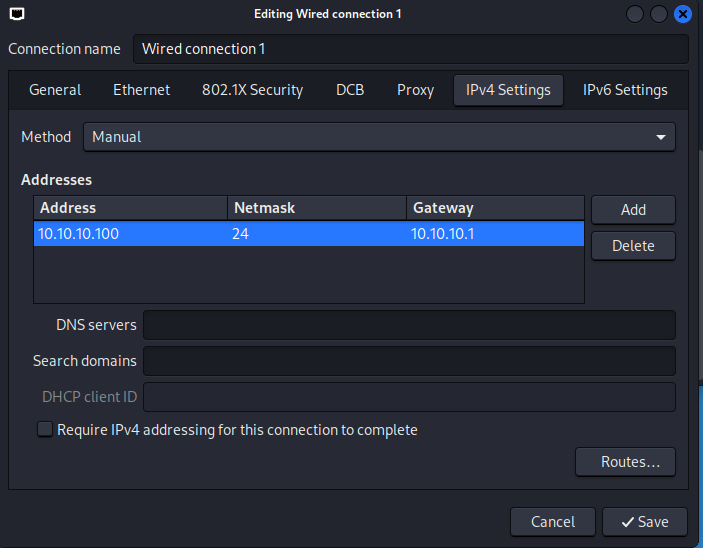 Editing Wired connection 1
Connection name Wired connection 1
General Ethernet 802.1X Security DCB Proxy IPv4 Settings IPv6 Settings
Method Manual
Addresses
Address Netmask Gateway
Add
10.10.10.100 24 10.10.10.1
Delete
DNS servers
Search domains
DHCP client ID
Require IPv4 addressing for this connection to complete
Routes...
Cancel Save